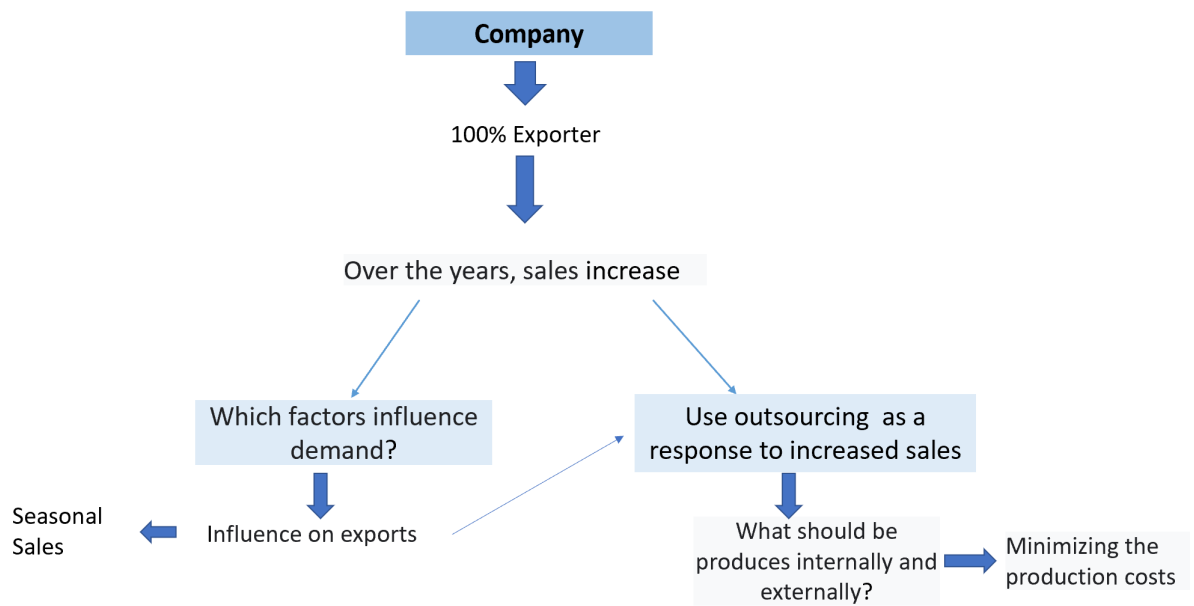 Company
100% Exporter
Over the years, sales increase
Which factors influence
demand?
Use outsourcing  as a
response to increased sales
Influence on exports
Seasonal
Sales
What should be
produces internally and
externally?
Minimizing the
production costs